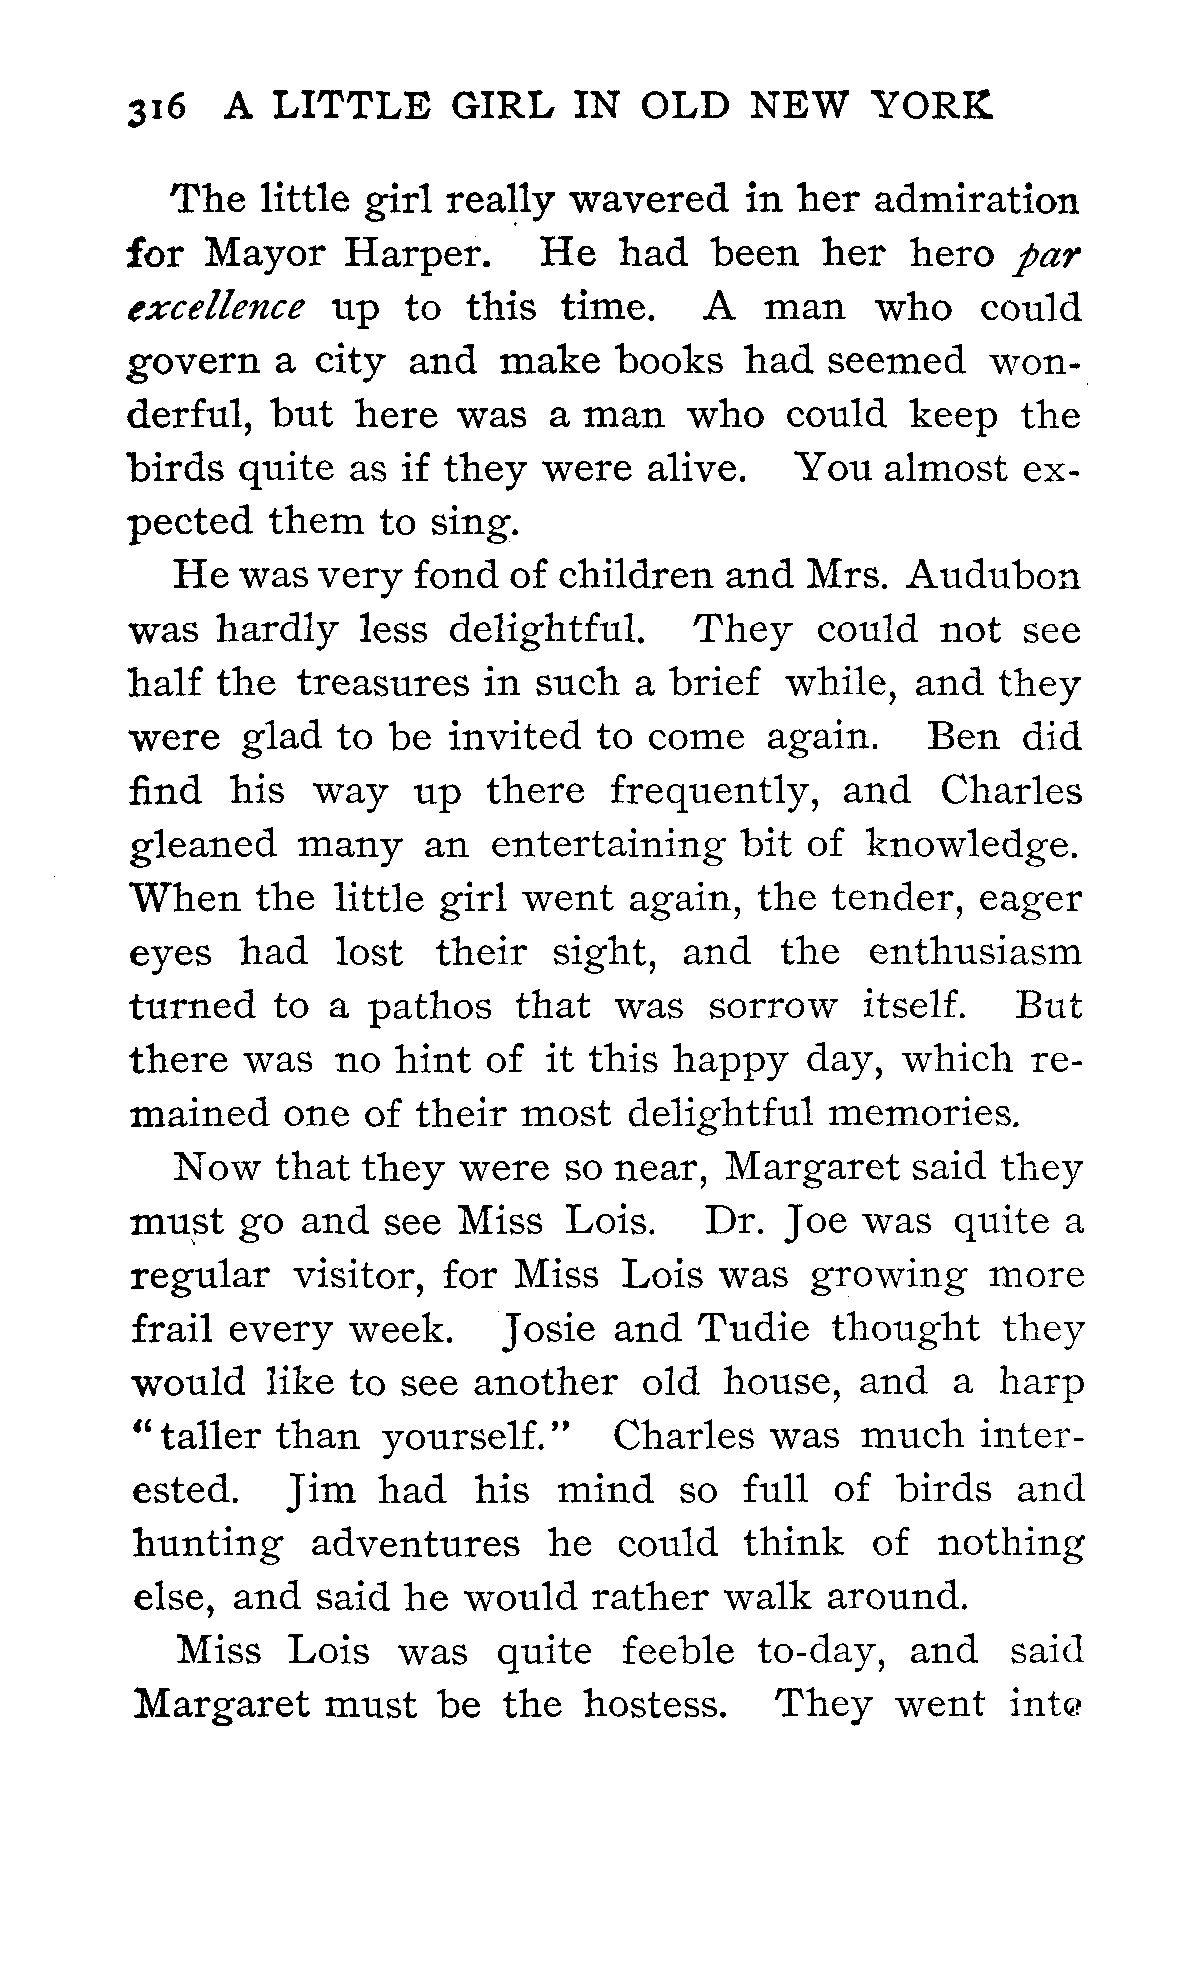 316 A LITTLE GIRL IN OLD NEW YORK
The little girl really wavered in her admiration
for Mayor Harper. He had been her hero par
excellence up to this time. A man who could
govern a city and make books had seemed won-
derful, but here was a man who could keep the
birds quite as if they were alive. You almost ex-
pected them to sing.
He was very fond of children and Mrs. Audubon
was hardly less delightful. They could not see
half the treasures in such a brief while, and they
were glad to be invited to come again. Ben did
find his way up there frequently, and Charles
gleaned many an entertaining bit of knowledge.
When the little girl went again, the tender, eager
eyes had lost their sight, and the enthusiasm
turned to a pathos that was sorrow itself. But
there was no hint of it this happy day, which re-
mained one of their most delightful memories.
Now that they were so near, Margaret said they
must go and see Miss Lois. Dr. Joe was quite a
regular visitor, for Miss Lois was growing more
frail every week. Josie and Tudie thought they
would like to see another old house, and a harp
“taller than yourself.” Charles was much inter-
ested. Jim had his mind so full of birds and
hunting adventures he could think of nothing
else, and said he would rather walk around.
Miss Lois was quite feeble to-day, and said
Margaret must be the hostess. They went into